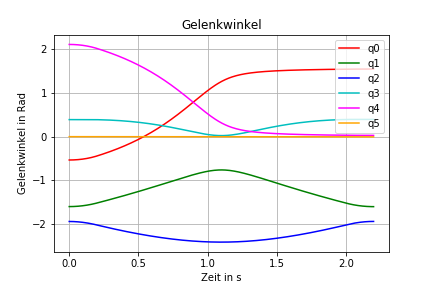 Gelenkwinkel
Gelenkwinkel in Rad
2
1
0
−1
−2
q0
q1
q2
q3
q4
q5
0.0 0.5 1.0 1.5 2.0
Zeit in s